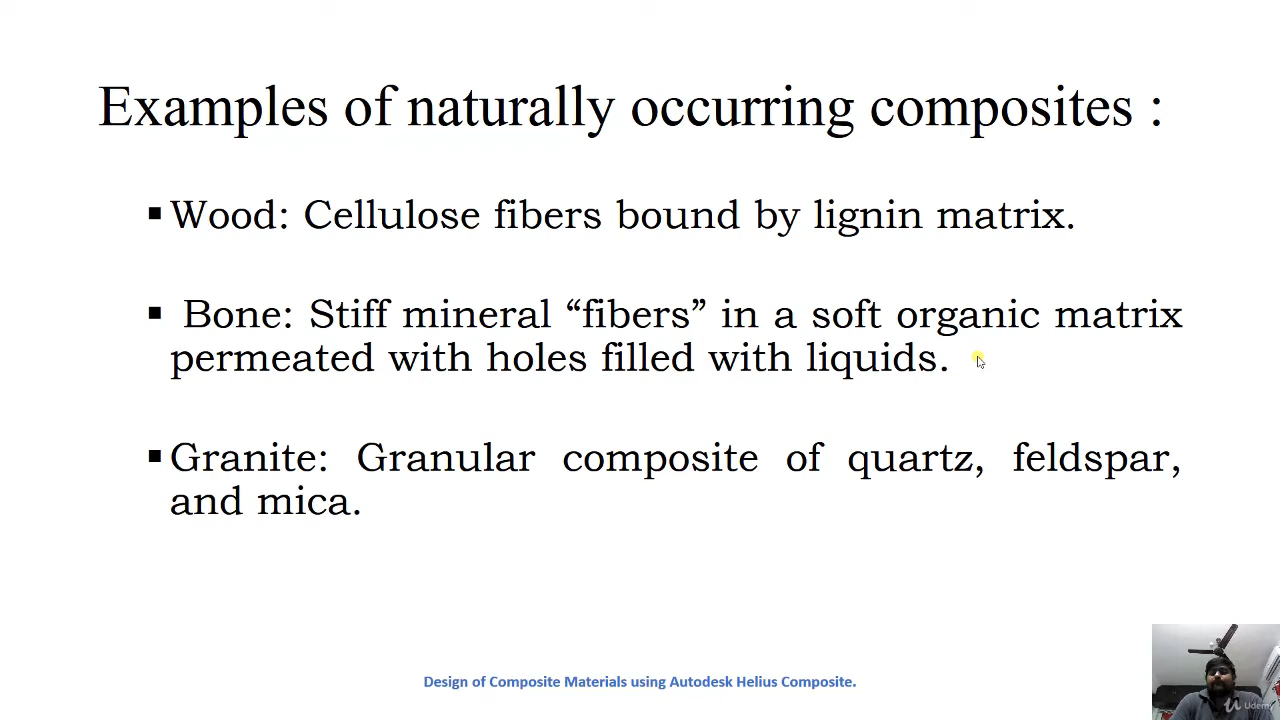 Examples of naturally occurring composites :
▪ Wood: Cellulose fibers bound by lignin matrix.
▪ Bone: Stiff mineral “fibers” in a soft organic matrix
permeated with holes filled with liquids.
▪ Granite: Granular composite of quartz, feldspar,
and mica.
Design of Composite Materials using Autodesk Helius Composite.
Udemy